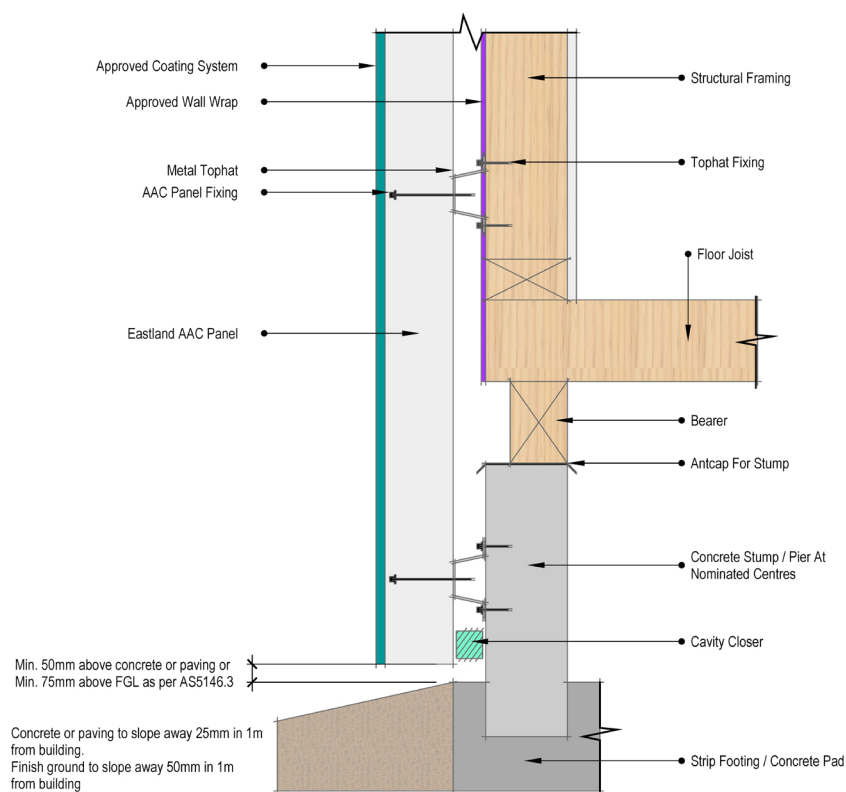 Approved Coating System
Structural Framing
Approved Wall Wrap
Metal Tophat
Tophat Fixing
AAC Panel Fixing
Floor Joist
Eastland AAC Panel
Bearer
Antcap For Stump
Concrete Stump / Pier At
Nominated Centres
Cavity Closer
Min. 50mm above concrete or paving or
Min. 75mm above FGL as per AS5146.3
Concrete or paving to slope away 25mm in 1m
from building.
Finish ground to slope away 50mm in 1m
from building
Strip Footing / Concrete Pad